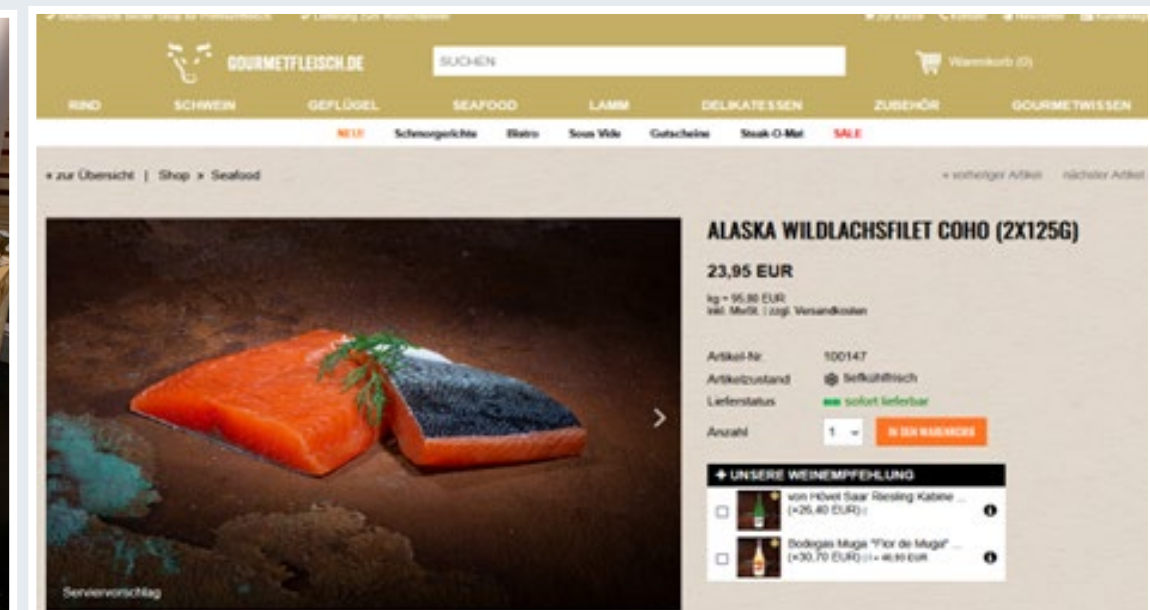 GOURMETFLEISCH.DE
SUCHEN
Warenkorb (0)
RIND SCHWEIN GEFLÜGEL SEAFOOD LAMM DELIKATESSEN ZUBEHÖR GOURMETWISSEN
NEU! Schmorgerichte Bistro Sous Vide Gutscheine Steak-O-Mat SALE
« zur Übersicht | Shop » Seafood
« vorheriger Artikel nächster Artikel
ALASKA WILDLACHSFILET COHO (2X125G)
23,95 EUR
kg = 95,80 EUR
inkl. MwSt. | zzgl. Versandkosten
Artikel-Nr. 100147
Artikelzustand tiefkühlfrisch
Lieferstatus sofort lieferbar
Anzahl 1 IN DEN WARENKORB
+ UNSERE WEINEMPFEHLUNG
von Hövel Saar Riesling Kabine ...
(+26,40 EUR)
Bodegas Muga "Flor de Muga" ...
(+30,70 EUR)
Serviervorschlag